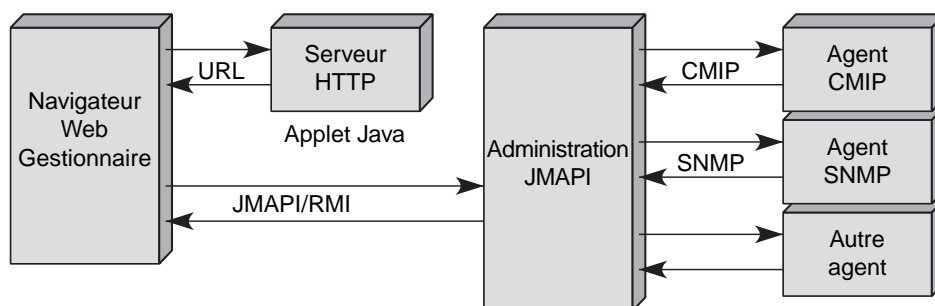 Navigateur
Web
Gestionnaire
URL
Serveur
HTTP
Applet Java
JMAPI/RMI
Administration
JMAPI
CMIP
Agent
CMIP
SNMP
Agent
SNMP
Autre
agent